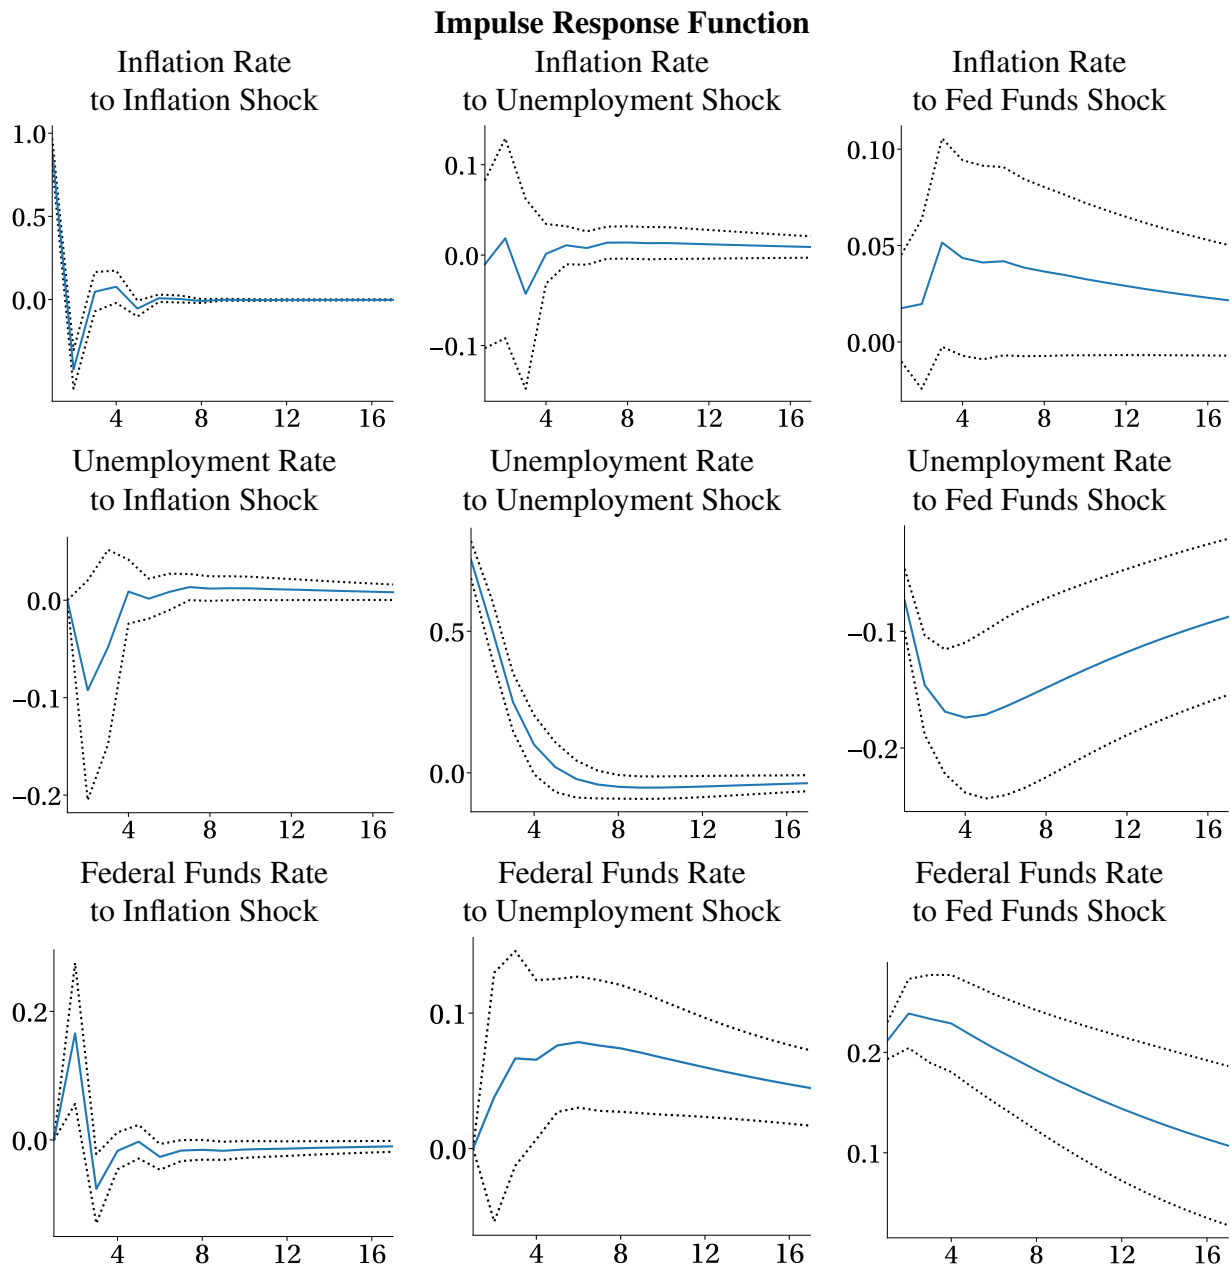 Impulse Response Function
Inflation Rate
to Inflation Shock
Inflation Rate
to Unemployment Shock
Inflation Rate
to Fed Funds Shock
1.0
0.5
0.0
4 8 12 16
0.1
0.0
−0.1
4 8 12 16
0.10
0.05
0.00
4 8 12 16
Unemployment Rate
to Inflation Shock
Unemployment Rate
to Unemployment Shock
Unemployment Rate
to Fed Funds Shock
0.0
−0.1
−0.2
4 8 12 16
0.5
0.0
4 8 12 16
−0.1
−0.2
4 8 12 16
Federal Funds Rate
to Inflation Shock
Federal Funds Rate
to Unemployment Shock
Federal Funds Rate
to Fed Funds Shock
0.2
0.0
4 8 12 16
0.1
0.0
4 8 12 16
0.2
0.1
4 8 12 16